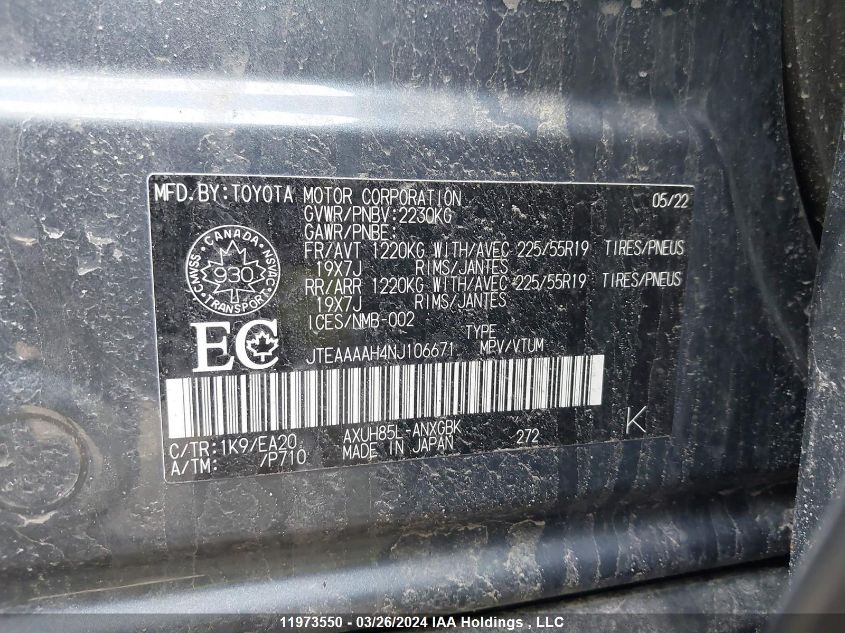 MFD.BY:TOYOTA MOTOR CORPORATION 05/22
GVWR/PNBV:2230KG
GAWR/PNBE:
FR/AVT 1220KG WITH/AVEC 225/55R19 TIRES/PNEUS
19X7J RIMS/JANTES
RR/ARR 1220KG WITH/AVEC 225/55R19 TIRES/PNEUS
19X7J RIMS/JANTES
ICES/NMB-002
CANADA
CMVSS 930 NSVAC
TRANSPORT
EC
TYPE
JTEAAAAH4NJ106671 MPV/VTUM
K
C/TR:1K9/EA20 AXUH85L-ANXGBK 272
A/TM: /P710 MADE IN JAPAN
11973550 - 03/26/2024 IAA Holdings , LLC